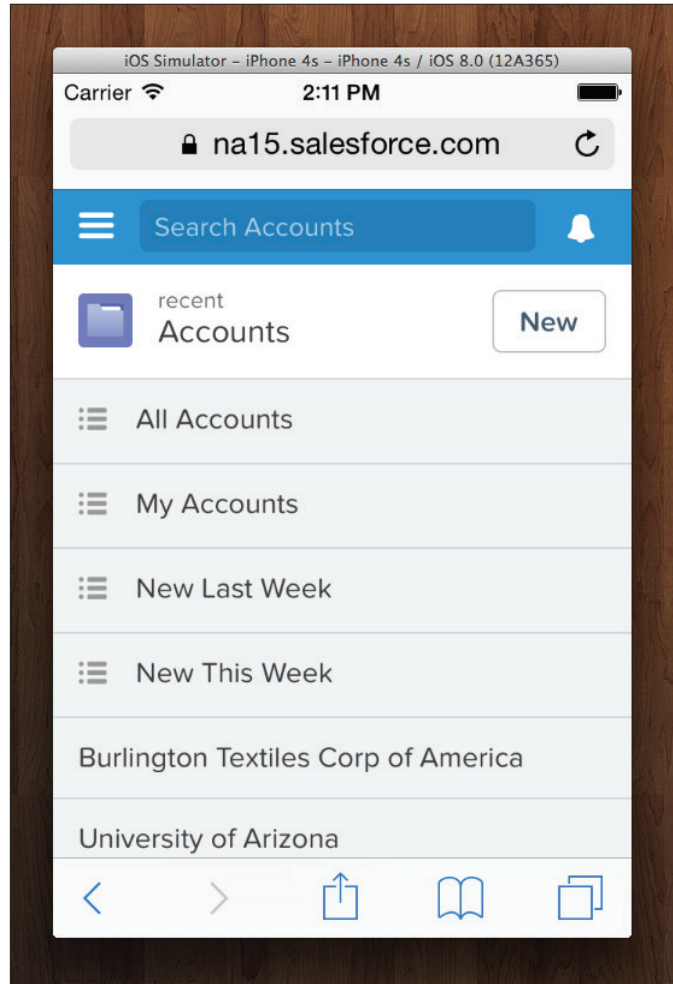 iOS Simulator – iPhone 4s – iPhone 4s / iOS 8.0 (12A365)
Carrier 2:11 PM
na15.salesforce.com
Search Accounts
recent
Accounts
New
All Accounts
My Accounts
New Last Week
New This Week
Burlington Textiles Corp of America
University of Arizona